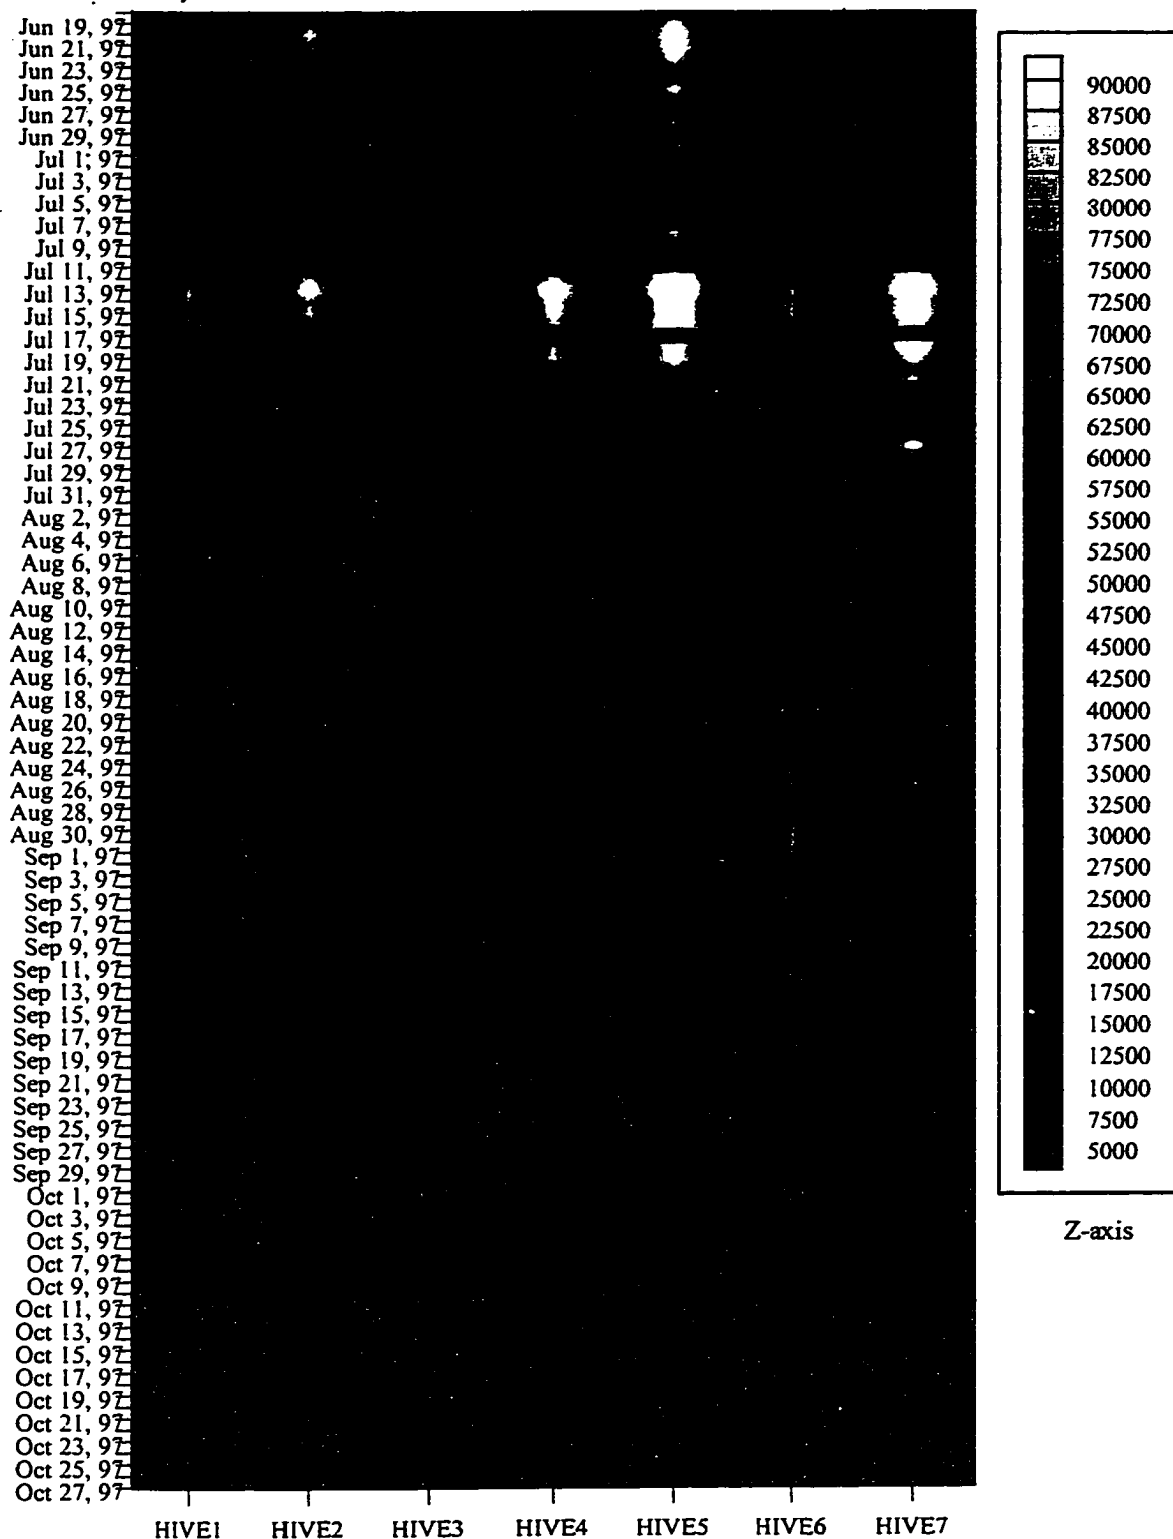 Jun 19, 97
Jun 21, 97
Jun 23, 97
Jun 25, 97
Jun 27, 97
Jun 29, 97
Jul 1, 97
Jul 3, 97
Jul 5, 97
Jul 7, 97
Jul 9, 97
Jul 11, 97
Jul 13, 97
Jul 15, 97
Jul 17, 97
Jul 19, 97
Jul 21, 97
Jul 23, 97
Jul 25, 97
Jul 27, 97
Jul 29, 97
Jul 31, 97
Aug 2, 97
Aug 4, 97
Aug 6, 97
Aug 8, 97
Aug 10, 97
Aug 12, 97
Aug 14, 97
Aug 16, 97
Aug 18, 97
Aug 20, 97
Aug 22, 97
Aug 24, 97
Aug 26, 97
Aug 28, 97
Aug 30, 97
Sep 1, 97
Sep 3, 97
Sep 5, 97
Sep 7, 97
Sep 9, 97
Sep 11, 97
Sep 13, 97
Sep 15, 97
Sep 17, 97
Sep 19, 97
Sep 21, 97
Sep 23, 97
Sep 25, 97
Sep 27, 97
Sep 29, 97
Oct 1, 97
Oct 3, 97
Oct 5, 97
Oct 7, 97
Oct 9, 97
Oct 11, 97
Oct 13, 97
Oct 15, 97
Oct 17, 97
Oct 19, 97
Oct 21, 97
Oct 23, 97
Oct 25, 97
Oct 27, 97
HIVE1 HIVE2 HIVE3 HIVE4 HIVE5 HIVE6 HIVE7
90000
87500
85000
82500
80000
77500
75000
72500
70000
67500
65000
62500
60000
57500
55000
52500
50000
47500
45000
42500
40000
37500
35000
32500
30000
27500
25000
22500
20000
17500
15000
12500
10000
7500
5000
Z-axis